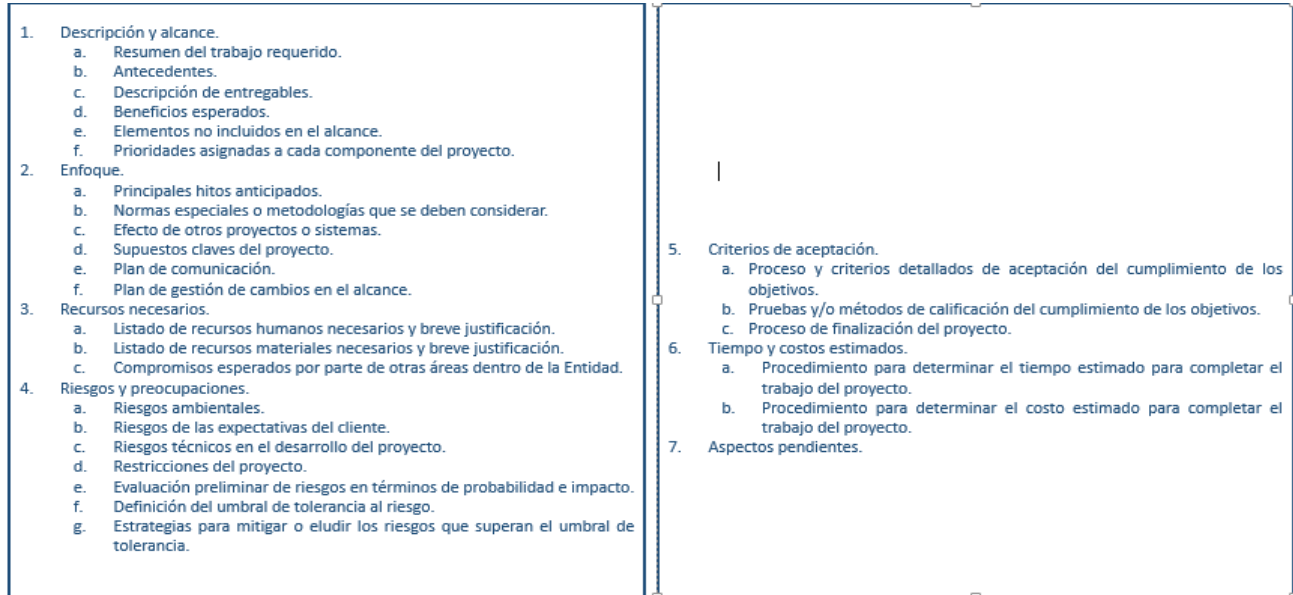 1. Descripción y alcance.
a. Resumen del trabajo requerido.
b. Antecedentes.
c. Descripción de entregables.
d. Beneficios esperados.
e. Elementos no incluidos en el alcance.
f. Prioridades asignadas a cada componente del proyecto.
2. Enfoque.
a. Principales hitos anticipados.
b. Normas especiales o metodologías que se deben considerar.
c. Efecto de otros proyectos o sistemas.
d. Supuestos claves del proyecto.
e. Plan de comunicación.
f. Plan de gestión de cambios en el alcance.
3. Recursos necesarios.
a. Listado de recursos humanos necesarios y breve justificación.
b. Listado de recursos materiales necesarios y breve justificación.
c. Compromisos esperados por parte de otras áreas dentro de la Entidad.
4. Riesgos y preocupaciones.
a. Riesgos ambientales.
b. Riesgos de las expectativas del cliente.
c. Riesgos técnicos en el desarrollo del proyecto.
d. Restricciones del proyecto.
e. Evaluación preliminar de riesgos en términos de probabilidad e impacto.
f. Definición del umbral de tolerancia al riesgo.
g. Estrategias para mitigar o eludir los riesgos que superan el umbral de
tolerancia.
5. Criterios de aceptación.
a. Proceso y criterios detallados de aceptación del cumplimiento de los
objetivos.
b. Pruebas y/o métodos de calificación del cumplimiento de los objetivos.
c. Proceso de finalización del proyecto.
6. Tiempo y costos estimados.
a. Procedimiento para determinar el tiempo estimado para completar el
trabajo del proyecto.
b. Procedimiento para determinar el costo estimado para completar el
trabajo del proyecto.
7. Aspectos pendientes.